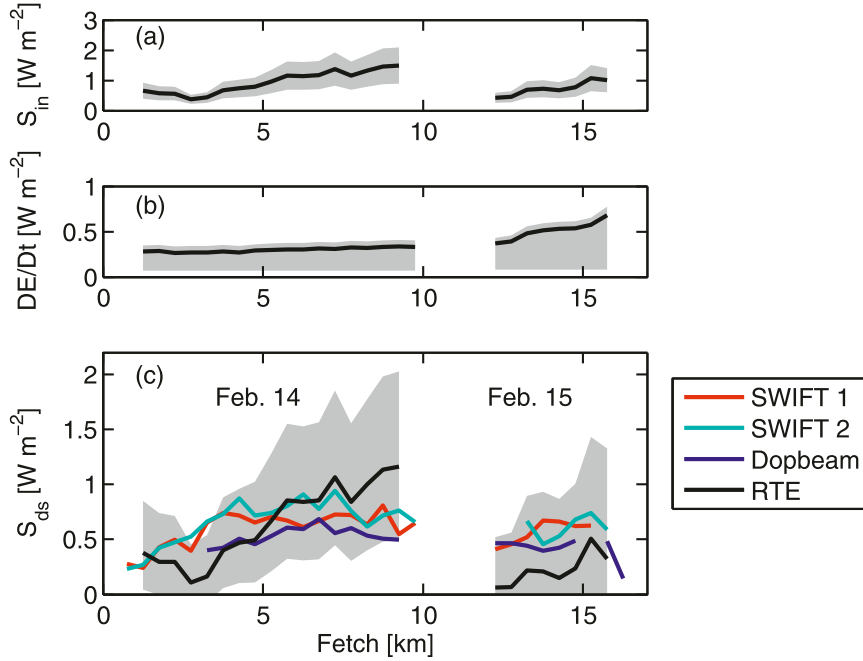 (a)
S_in [W m⁻²]
3
2
1
0
0 5 10 15
(b)
DE/Dt [W m⁻²]
1
0.5
0
0 5 10 15
(c)
Feb. 14 Feb. 15
S_ds [W m⁻²]
2
1.5
1
0.5
0
0 5 10 15
Fetch [km]
SWIFT 1
SWIFT 2
Dopbeam
RTE